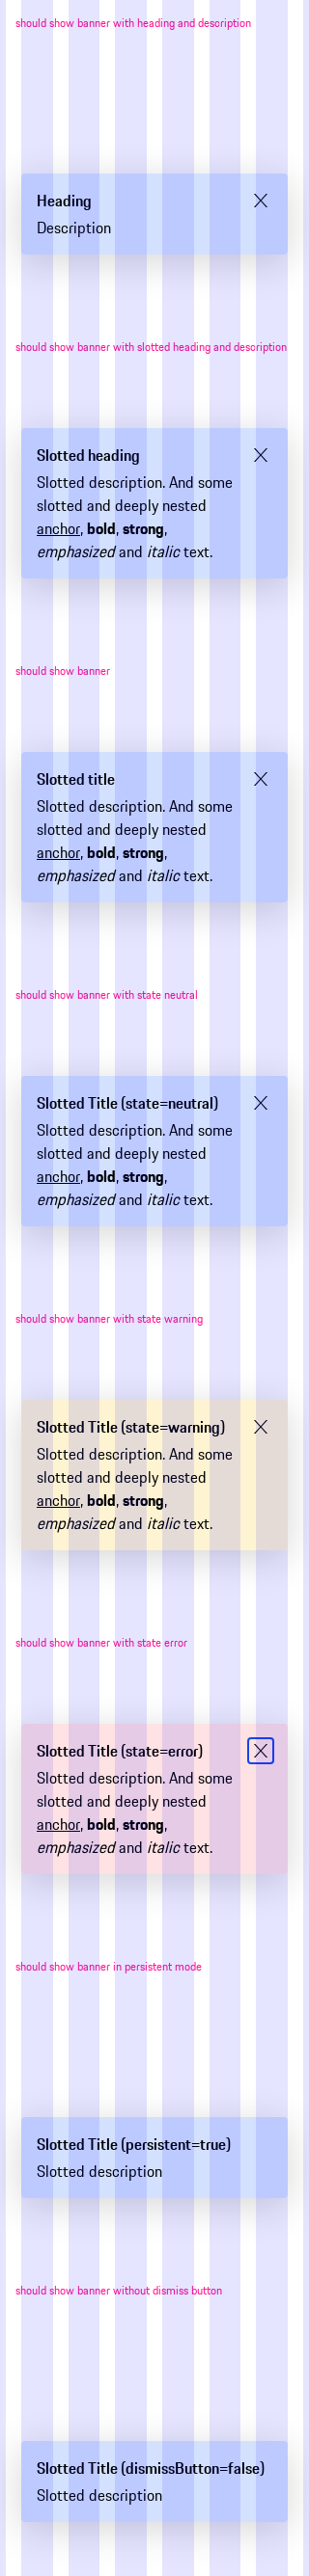 should show banner with heading and description
Heading
Description
should show banner with slotted heading and description
Slotted heading
Slotted description. And some
slotted and deeply nested
anchor, bold, strong,
emphasized and italic text.
should show banner
Slotted title
Slotted description. And some
slotted and deeply nested
anchor, bold, strong,
emphasized and italic text.
should show banner with state neutral
Slotted Title (state=neutral)
Slotted description. And some
slotted and deeply nested
anchor, bold, strong,
emphasized and italic text.
should show banner with state warning
Slotted Title (state=warning)
Slotted description. And some
slotted and deeply nested
anchor, bold, strong,
emphasized and italic text.
should show banner with state error
Slotted Title (state=error)
Slotted description. And some
slotted and deeply nested
anchor, bold, strong,
emphasized and italic text.
should show banner in persistent mode
Slotted Title (persistent=true)
Slotted description
should show banner without dismiss button
Slotted Title (dismissButton=false)
Slotted description